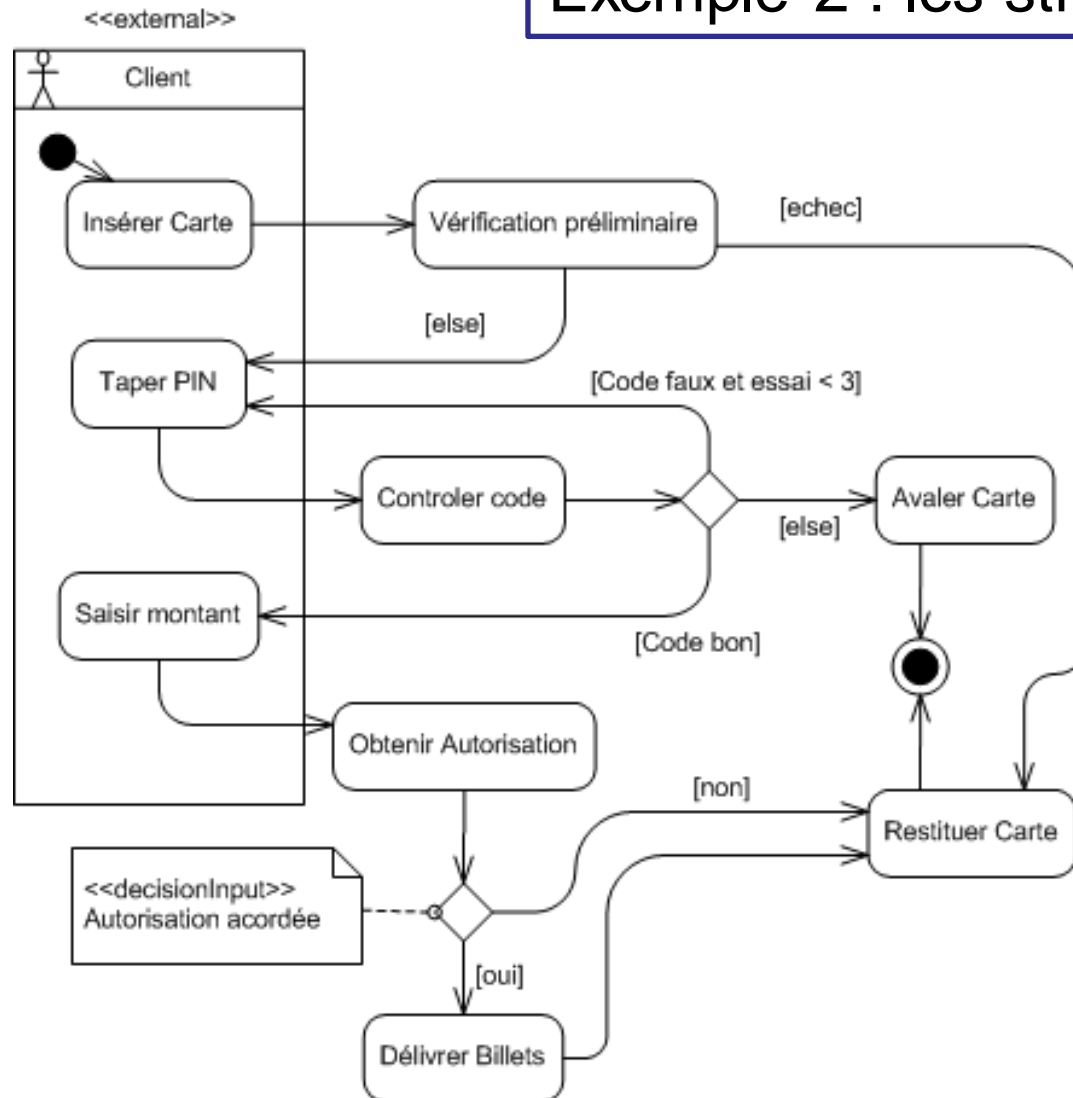 Exemple 2 : les
<<external>>
Client
Insérer Carte
Vérification préliminaire
[echec]
[else]
Taper PIN
[Code faux et essai < 3]
Controler code
Avaler Carte
[else]
Saisir montant
[Code bon]
Obtenir Autorisation
[non]
Restituer Carte
<<decisionInput>>
Autorisation acordée
[oui]
Délivrer Billets